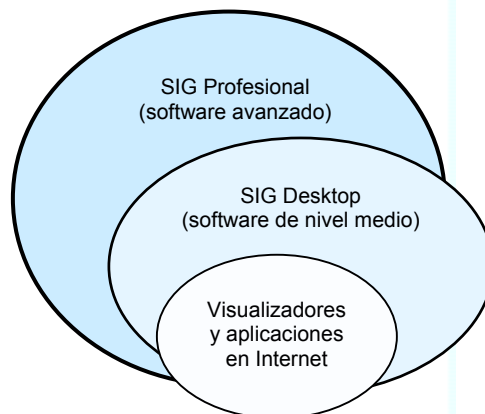 SIG Profesional
(software avanzado)
SIG Desktop
(software de nivel medio)
Visualizadores
y aplicaciones
en Internet